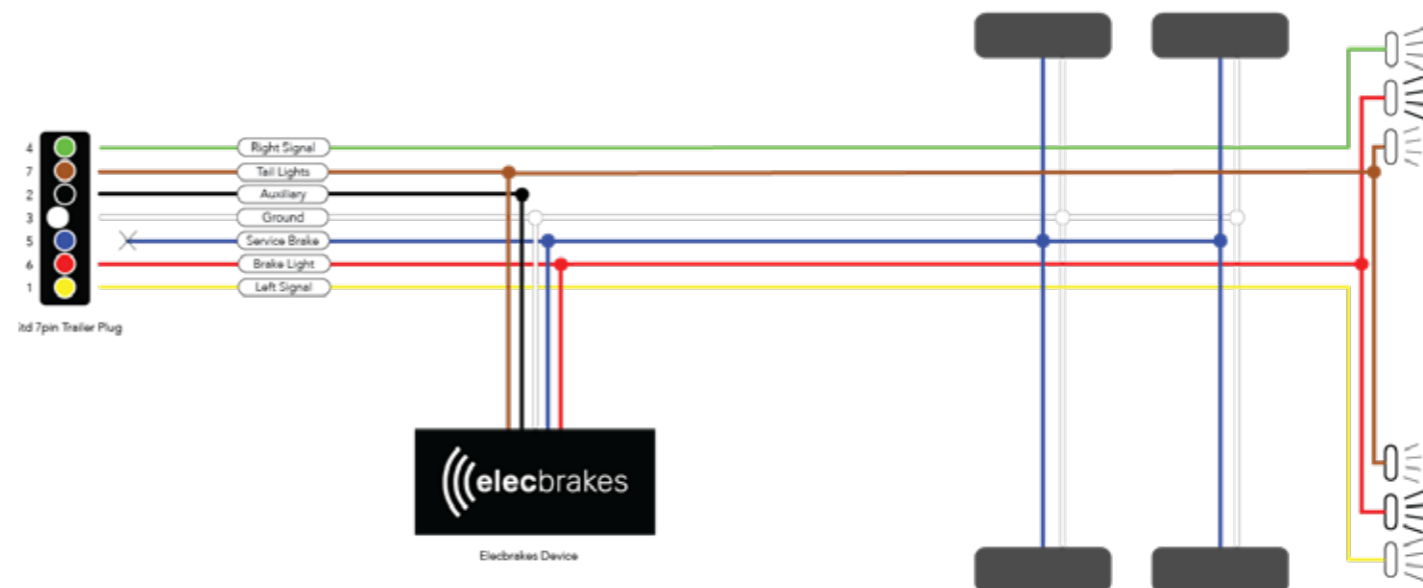 4
Right Signal
7
Tail Lights
2
Auxiliary
3
Ground
5
Service Brake
6
Brake Light
1
Left Signal
7pin Trailer Plug
elecbrakes
Elecbrakes Device